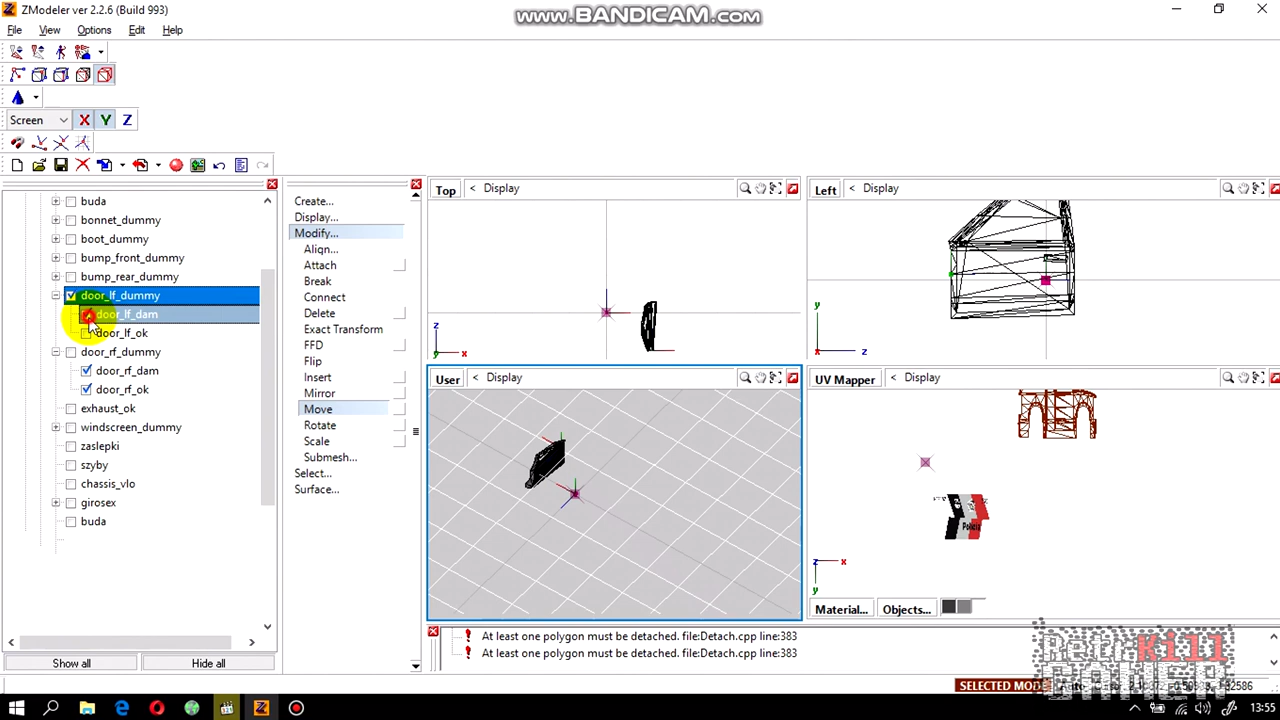 ZModeler ver 2.2.6 (Build 993)
www.BANDICAM.com
File View Options Edit Help
Screen X Y Z
buda
bonnet_dummy
boot_dummy
bump_front_dummy
bump_rear_dummy
door_lf_dummy
door_lf_dam
door_lf_ok
door_rf_dummy
door_rf_dam
door_rf_ok
exhaust_ok
windscreen_dummy
zaslepki
szyby
chassis_vlo
girosex
buda
Show all Hide all
Create...
Display...
Modify...
Align...
Attach
Break
Connect
Delete
Exact Transform
FFD
Flip
Insert
Mirror
Move
Rotate
Scale
Submesh...
Select...
Surface...
Top < Display
z
y x
Left < Display
y
x z
User < Display
UV Mapper < Display
Policia
z x
y
Material... Objects...
At least one polygon must be detached. file:Detach.cpp line:383
At least one polygon must be detached. file:Detach.cpp line:383
RetrKill
GAMER
SELECTED MOD
13:55